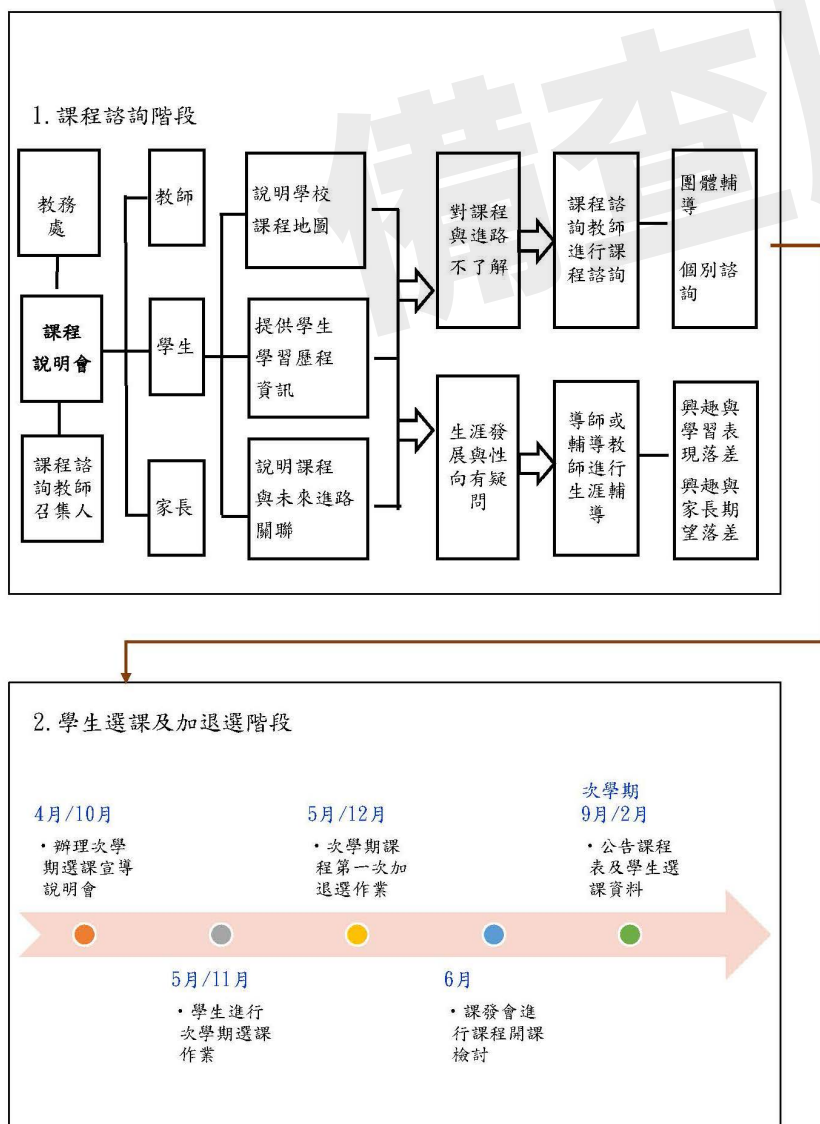 1. 課程諮詢階段
教務
處
課程
說明會
課程諮
詢教師
召集人
教師
學生
家長
說明學校
課程地圖
提供學生
學習歷程
資訊
說明課程
與未來進路
關聯
對課程
與進路
不了解
生涯發
展與性
向有疑
問
課程諮
詢教師
進行課
程諮詢
導師或
輔導教
師進行
生涯輔
導
團體輔
導
個別諮
詢
興趣與
學習表
現落差
興趣與
家長期
望落差
2. 學生選課及加退選階段
4月/10月
・辦理次學
期選課宣導
說明會
5月/11月
・學生進行
次學期選課
作業
5月/12月
・次學期課
程第一次加
退選作業
6月
・課發會進
行課程開課
檢討
次學期
9月/2月
・公告課程
表及學生選
課資料
備查